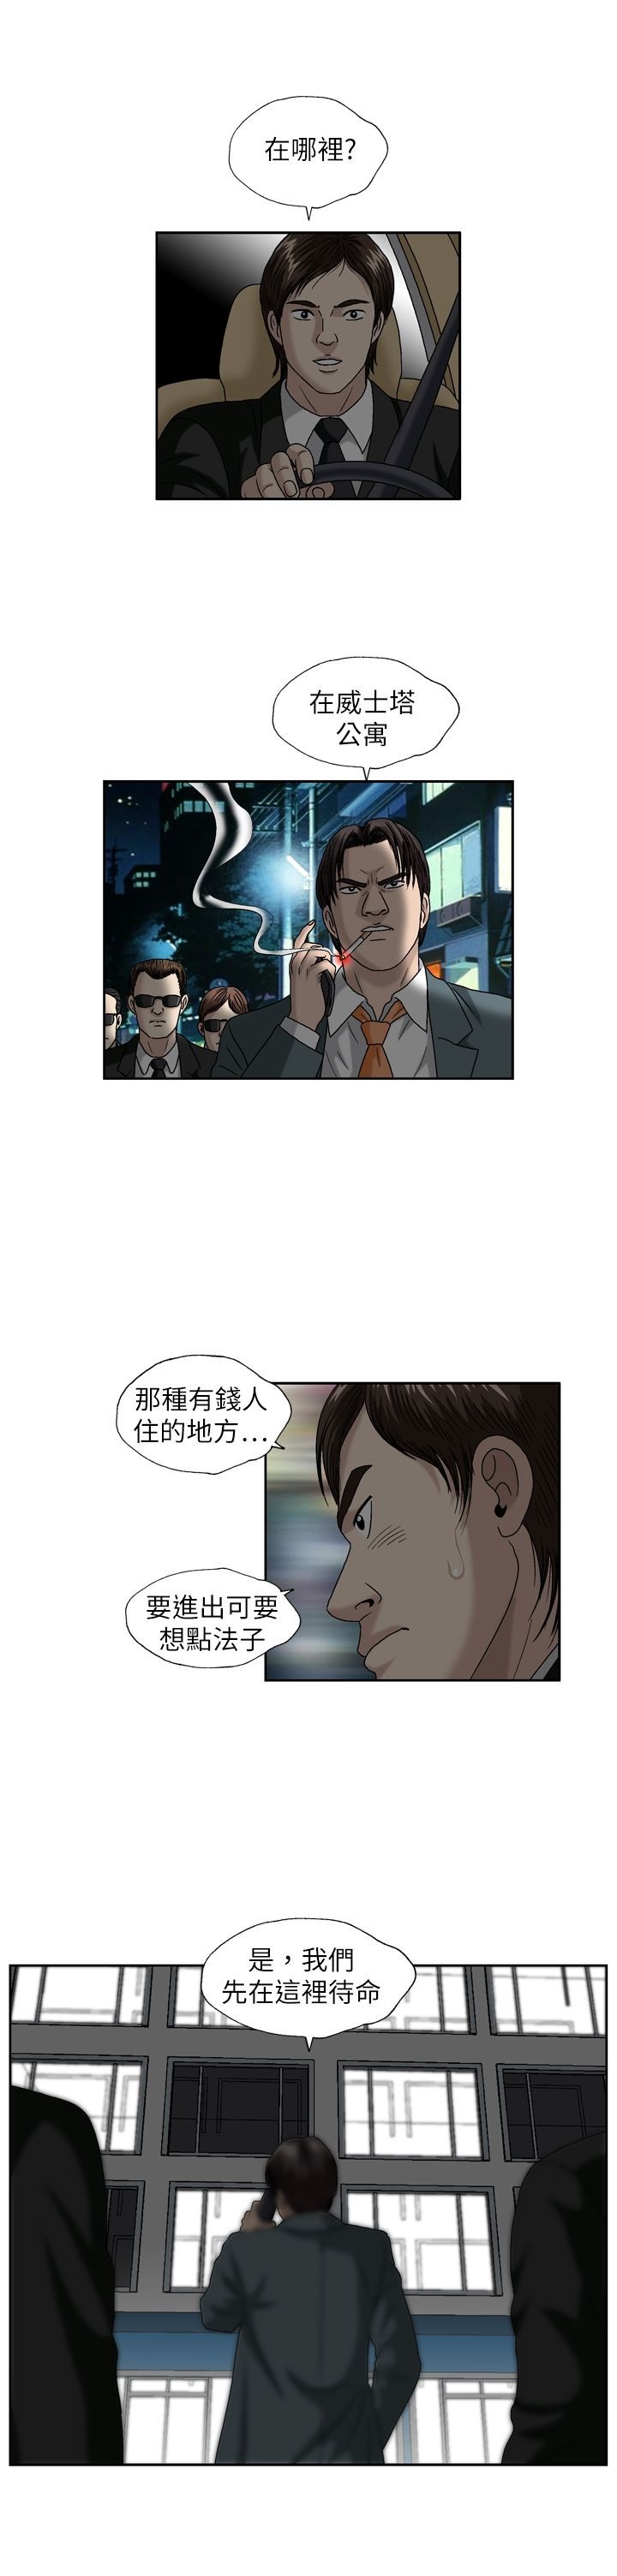 在哪裡?
在威士塔
公寓
那種有錢人
住的地方...
要進出可要
想點法子
是，我們
先在這裡待命